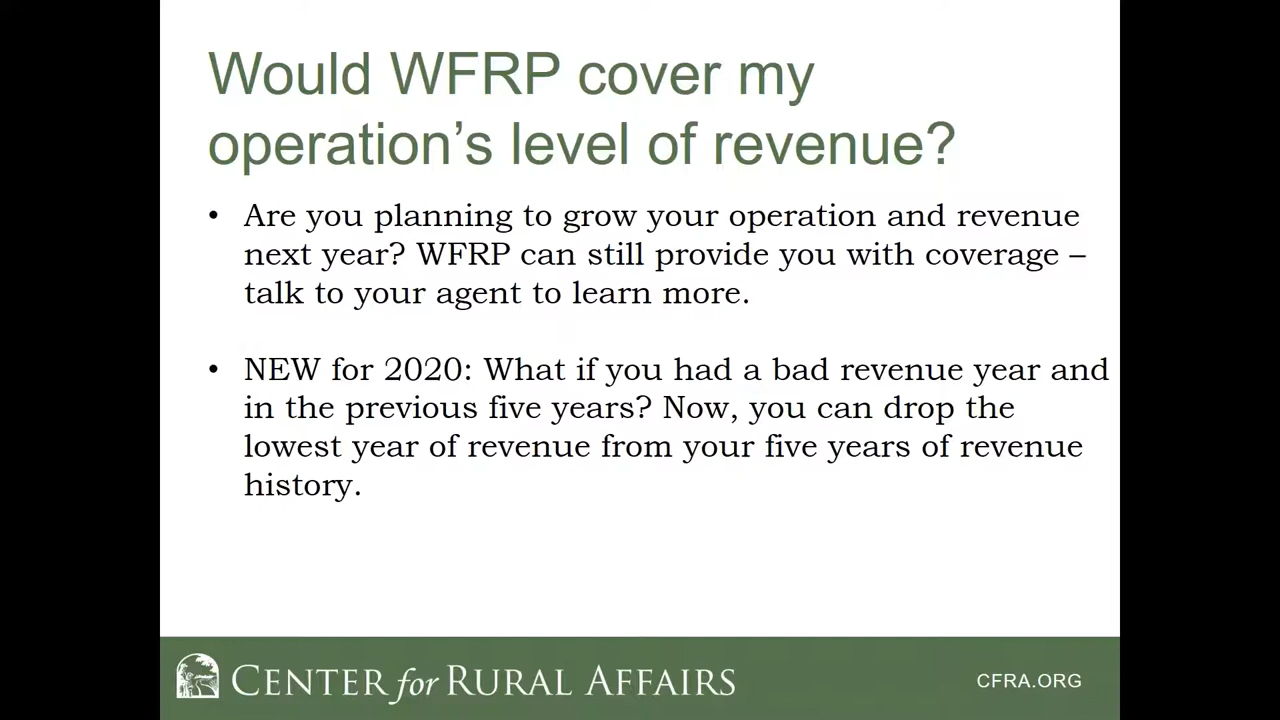 Would WFRP cover my
operation’s level of revenue?
• Are you planning to grow your operation and revenue
next year? WFRP can still provide you with coverage –
talk to your agent to learn more.
• NEW for 2020: What if you had a bad revenue year and
in the previous five years? Now, you can drop the
lowest year of revenue from your five years of revenue
history.
CENTER for RURAL AFFAIRS
CFRA.ORG